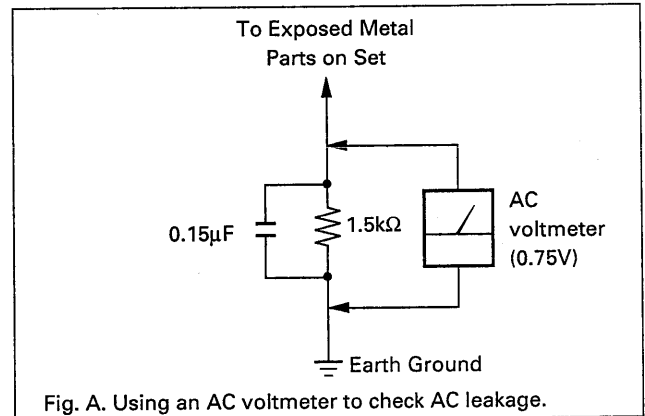 To Exposed Metal
Parts on Set
0.15μF
1.5kΩ
AC
voltmeter
(0.75V)
Earth Ground
Fig. A. Using an AC voltmeter to check AC leakage.